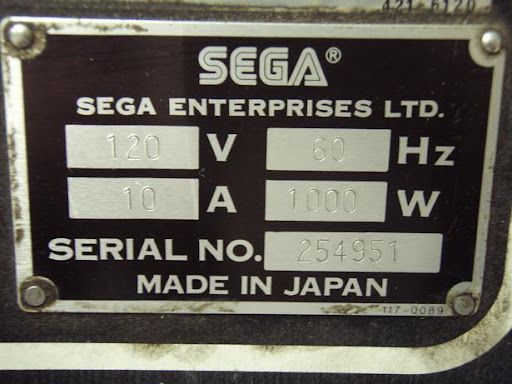 421-6120
SEGA®
SEGA ENTERPRISES LTD.
120 V 60 Hz
10 A 1000 W
SERIAL NO. 254951
MADE IN JAPAN
117-0089